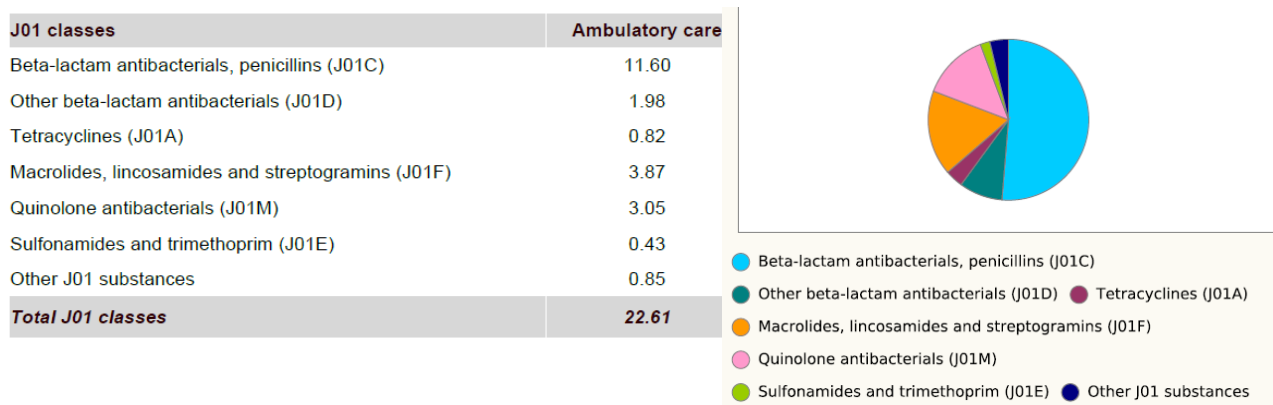 J01 classes Ambulatory care
Beta-lactam antibacterials, penicillins (J01C) 11.60
Other beta-lactam antibacterials (J01D) 1.98
Tetracyclines (J01A) 0.82
Macrolides, lincosamides and streptogramins (J01F) 3.87
Quinolone antibacterials (J01M) 3.05
Sulfonamides and trimethoprim (J01E) 0.43
Other J01 substances 0.85
Total J01 classes 22.61
Beta-lactam antibacterials, penicillins (J01C)
Other beta-lactam antibacterials (J01D) Tetracyclines (J01A)
Macrolides, lincosamides and streptogramins (J01F)
Quinolone antibacterials (J01M)
Sulfonamides and trimethoprim (J01E) Other J01 substances